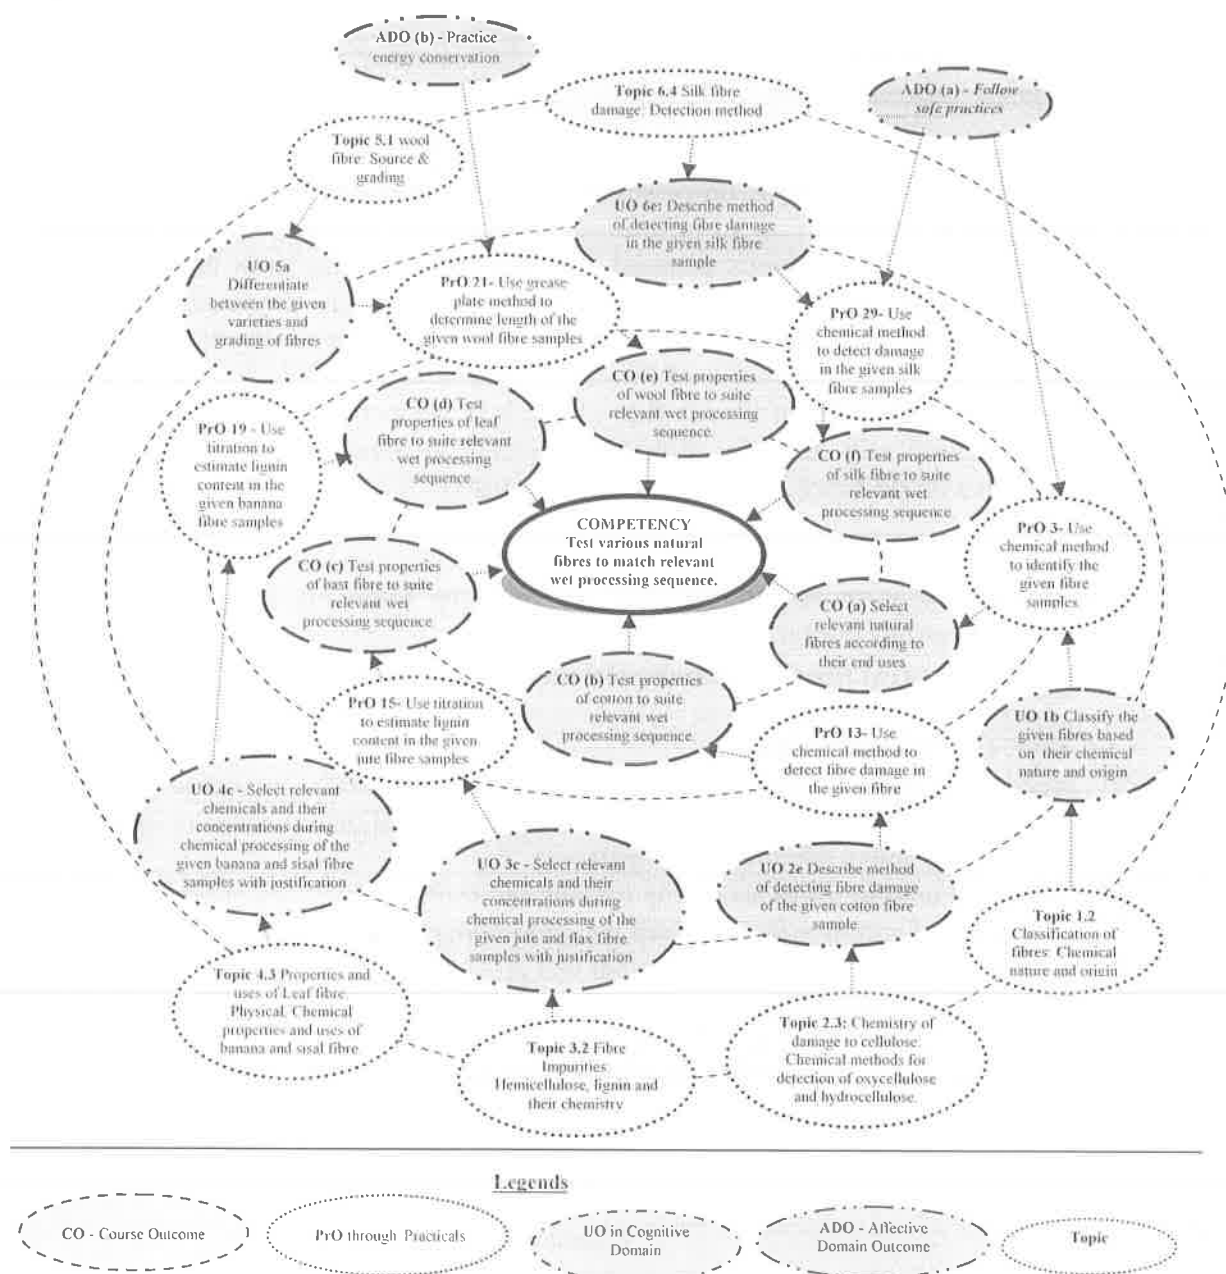 ADO (b) - Practice
energy conservation
Topic 6.4 Silk fibre
damage: Detection method
ADO (a) - Follow
safe practices
Topic 5.1 wool
fibre: Source &
grading
UO 6e: Describe method
of detecting fibre damage
in the given silk fibre
sample
UO 5a
Differentiate
between the given
varieties and
grading of fibres
PrO 21- Use grease
plate method to
determine length of the
given wool fibre samples
PrO 29- Use
chemical method
to detect damage
in the given silk
fibre samples
CO (e) Test properties
of wool fibre to suite
relevant wet processing
sequence.
CO (d) Test
properties of leaf
fibre to suite relevant
wet processing
sequence
PrO 19 - Use
titration to
estimate lignin
content in the
given banana
fibre samples
CO (f) Test properties
of silk fibre to suite
relevant wet
processing sequence
COMPETENCY
Test various natural
fibres to match relevant
wet processing sequence.
PrO 3- Use
chemical method
to identify the
given fibre
samples
CO (c) Test properties
of bast fibre to suite
relevant wet
processing sequence
CO (a) Select
relevant natural
fibres according to
their end uses
CO (b) Test properties
of cotton to suite
relevant wet
processing sequence
PrO 15- Use titration
to estimate lignin
content in the given
jute fibre samples
PrO 13- Use
chemical method to
detect fibre damage in
the given fibre
UO 1b Classify the
given fibres based
on their chemical
nature and origin
UO 4c - Select relevant
chemicals and their
concentrations during
chemical processing of the
given banana and sisal fibre
samples with justification
UO 3c - Select relevant
chemicals and their
concentrations during
chemical processing of the
given jute and flax fibre
samples with justification
UO 2e Describe method
of detecting fibre damage
of the given cotton fibre
sample
Topic 1.2
Classification of
fibres: Chemical
nature and origin
Topic 4.3 Properties and
uses of Leaf fibre:
Physical, Chemical
properties and uses of
banana and sisal fibre
Topic 3.2 Fibre
Impurities:
Hemicellulose, lignin and
their chemistry
Topic 2.3: Chemistry of
damage to cellulose:
Chemical methods for
detection of oxycellulose
and hydrocellulose.
Legends
CO - Course Outcome
PrO through Practicals
UO in Cognitive
Domain
ADO - Affective
Domain Outcome
Topic